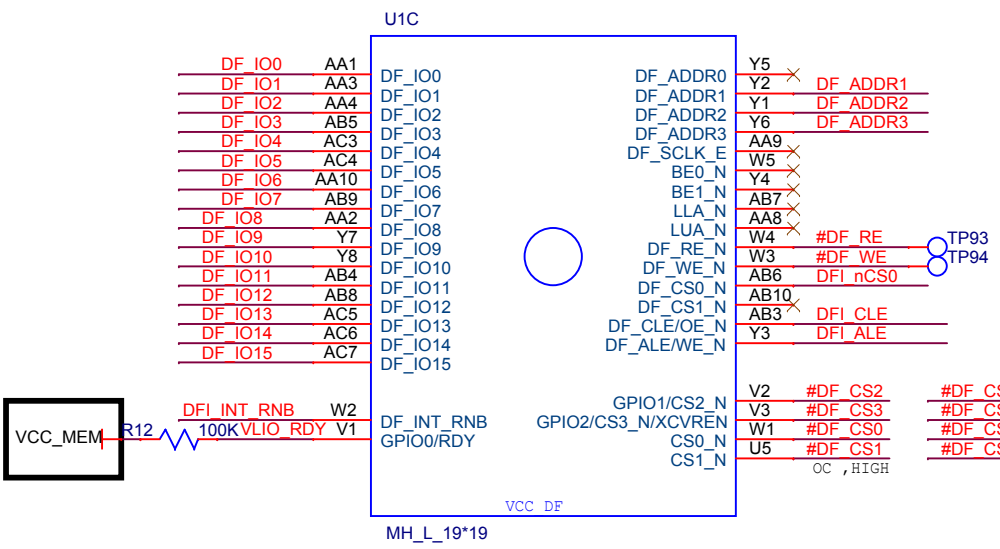 U1C
DF_IO0 AA1 DF_IO0 DF_ADDR0 Y5
DF_IO1 AA3 DF_IO1 DF_ADDR1 Y2 DF_ADDR1
DF_IO2 AA4 DF_IO2 DF_ADDR2 Y1 DF_ADDR2
DF_IO3 AB5 DF_IO3 DF_ADDR3 Y6 DF_ADDR3
DF_IO4 AC3 DF_IO4 DF_SCLK_E AA9
DF_IO5 AC4 DF_IO5 BE0_N W5
DF_IO6 AA10 DF_IO6 BE1_N Y4
DF_IO7 AB9 DF_IO7 LLA_N AB7
DF_IO8 AA2 DF_IO8 LUA_N AA8
DF_IO9 Y7 DF_IO9 DF_RE_N W4 #DF_RE TP93
DF_IO10 Y8 DF_IO10 DF_WE_N W3 #DF_WE TP94
DF_IO11 AB4 DF_IO11 DF_CS0_N AB6 DFI_nCS0
DF_IO12 AB8 DF_IO12 DF_CS1_N AB10
DF_IO13 AC5 DF_IO13 DF_CLE/OE_N AB3 DFI_CLE
DF_IO14 AC6 DF_IO14 DF_ALE/WE_N Y3 DFI_ALE
DF_IO15 AC7 DF_IO15
GPIO1/CS2_N V2 #DF_CS2 #DF_CS
DFI_INT_RNB W2 DF_INT_RNB GPIO2/CS3_N/XCVREN V3 #DF_CS3 #DF_CS
VCC_MEM R12 100K VLIO_RDY V1 GPIO0/RDY CS0_N W1 #DF_CS0 #DF_CS
CS1_N U5 #DF_CS1 #DF_CS
OC ,HIGH
VCC_DF
MH_L_19*19